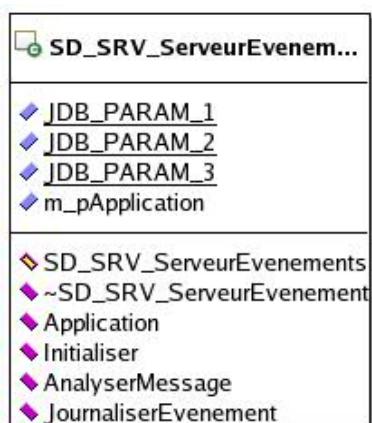 SD_SRV_ServeurEvenem...
JDB_PARAM_1
JDB_PARAM_2
JDB_PARAM_3
m_pApplication
SD_SRV_ServeurEvenements
~SD_SRV_ServeurEvenement
Application
Initialiser
AnalyserMessage
JournaliserEvenement